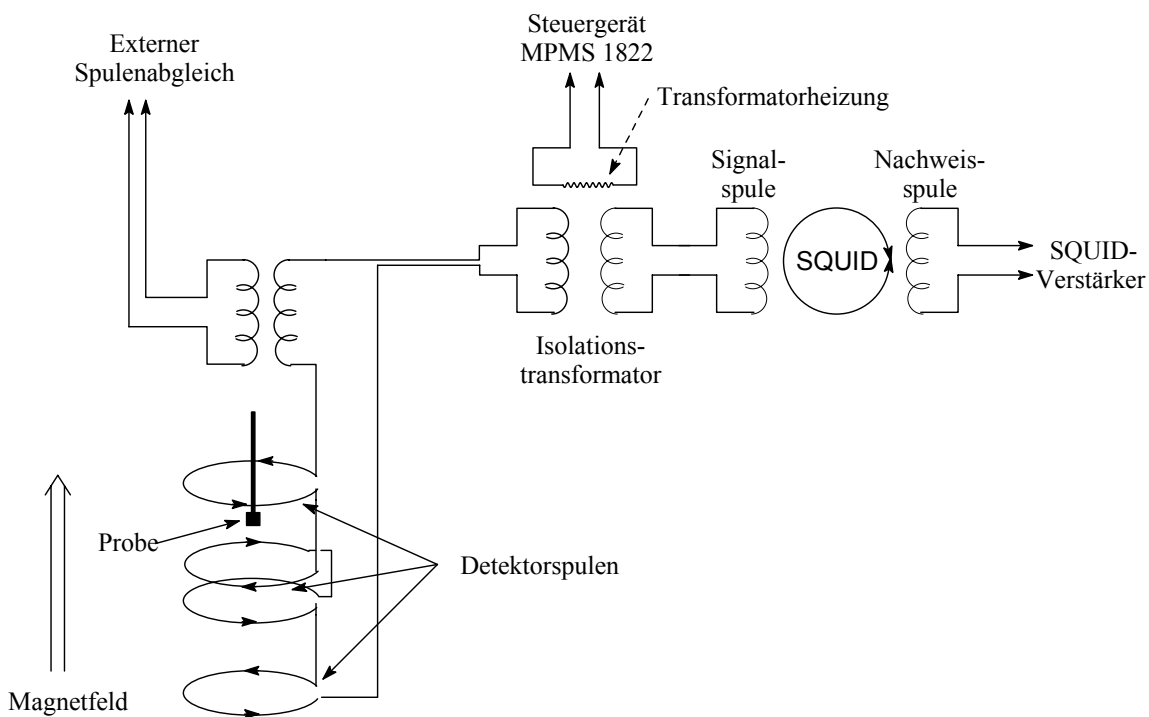 Steuergerät
MPMS 1822
Externer
Spulenabgleich
Transformatorheizung
Signal-
spule
Nachweis-
spule
SQUID
SQUID-
Verstärker
Isolations-
transformator
Probe
Detektorspulen
Magnetfeld